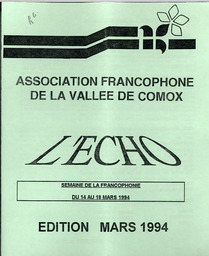 ASSOCIATION FRANCOPHONE
DE LA VALLEE DE COMOX
L'ECHO
SEMAINE DE LA FRANCOPHONIE
DU 14 AU 18 MARS 1994
EDITION MARS 1994